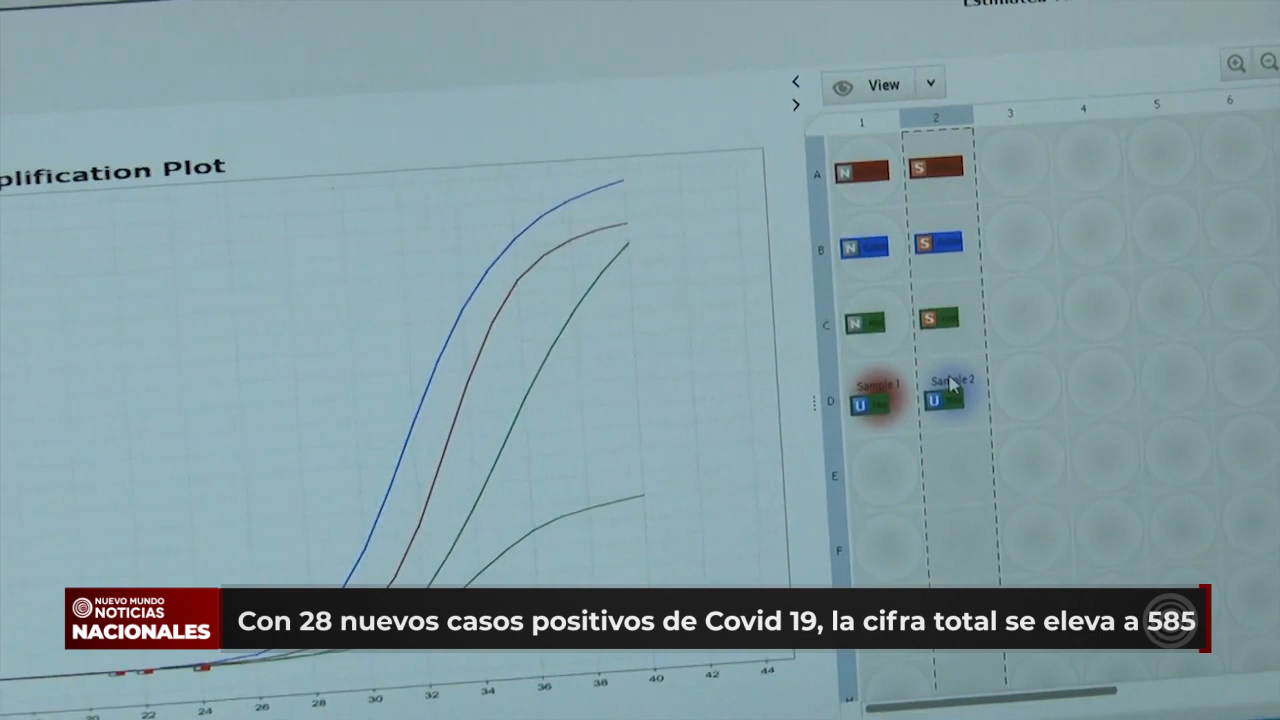 View
1 2 3 4 5 6
plification Plot
A N S
B N S
C N S
Sample 1 Sample 2
D U U
E
F
22 24 26 28 30 32 34 36 38 40 42 44
NUEVO MUNDO
NOTICIAS
NACIONALES
Con 28 nuevos casos positivos de Covid 19, la cifra total se eleva a 585